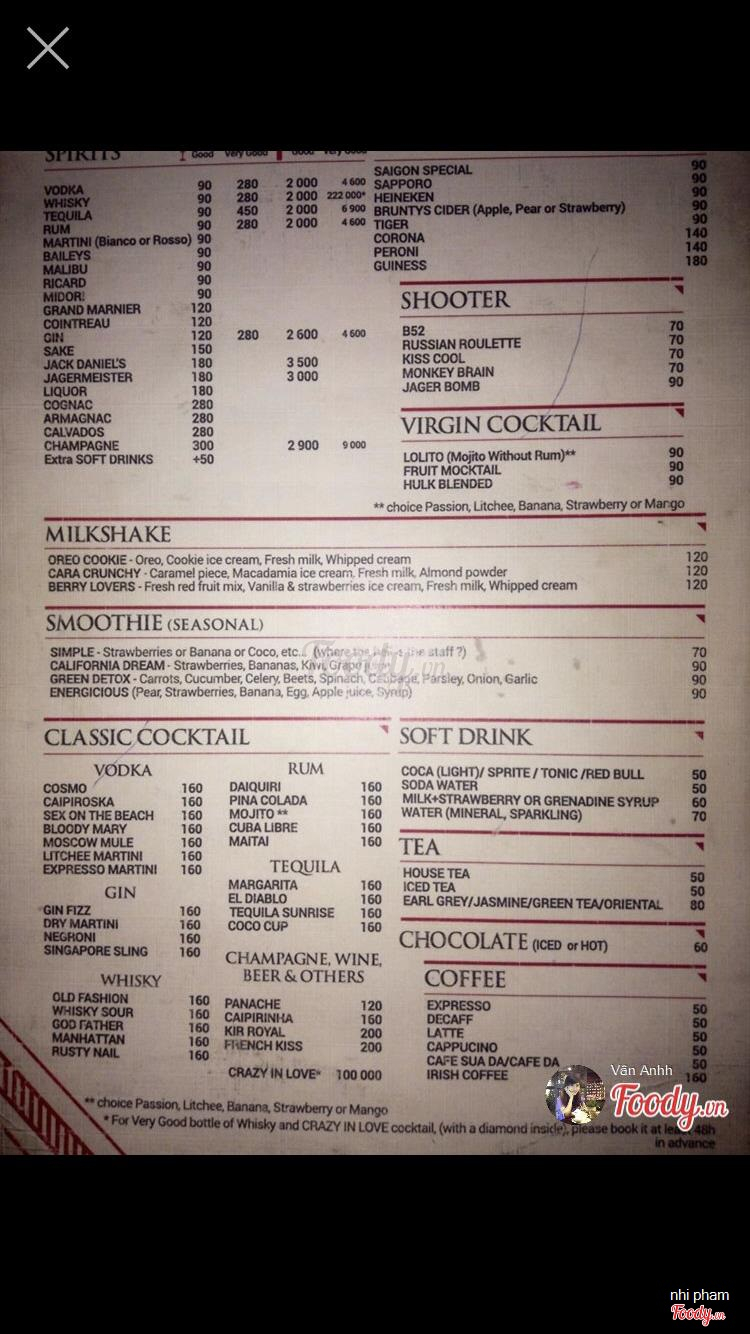 SPIRITS Good Very Good Good Very Good
VODKA 90 280 2 000 4 600
WHISKY 90 280 2 000 222 000*
TEQUILA 90 450 2 000 6 900
RUM 90 280 2 000 4 600
MARTINI (Bianco or Rosso) 90
BAILEYS 90
MALIBU 90
RICARD 90
MIDORI 90
GRAND MARNIER 120
COINTREAU 120
GIN 120 280 2 600 4 600
SAKE 150
JACK DANIEL'S 180 3 500
JAGERMEISTER 180 3 000
LIQUOR 180
COGNAC 280
ARMAGNAC 280
CALVADOS 280
CHAMPAGNE 300 2 900 9 000
Extra SOFT DRINKS +50
SAIGON SPECIAL 90
SAPPORO 90
HEINEKEN 90
BRUNTYS CIDER (Apple, Pear or Strawberry) 90
TIGER 90
CORONA 140
PERONI 140
GUINESS 180
SHOOTER
B52 70
RUSSIAN ROULETTE 70
KISS COOL 70
MONKEY BRAIN 70
JAGER BOMB 90
VIRGIN COCKTAIL
LOLITO (Mojito Without Rum)** 90
FRUIT MOCKTAIL 90
HULK BLENDED 90
** choice Passion, Litchee, Banana, Strawberry or Mango
MILKSHAKE
OREO COOKIE - Oreo, Cookie ice cream, Fresh milk, Whipped cream 120
CARA CRUNCHY - Caramel piece, Macadamia ice cream, Fresh milk, Almond powder 120
BERRY LOVERS - Fresh red fruit mix, Vanilla & strawberries ice cream, Fresh milk, Whipped cream 120
SMOOTHIE (SEASONAL)
SIMPLE - Strawberries or Banana or Coco, etc... (where the staff ?) 70
CALIFORNIA DREAM - Strawberries, Bananas, Kiwi, Grape 90
GREEN DETOX - Carrots, Cucumber, Celery, Beets, Spinach, Cabbage, Parsley, Onion, Garlic 90
ENERGICIOUS (Pear, Strawberries, Banana, Egg, Apple juice, Syrup) 90
Foody.vn
CLASSIC COCKTAIL
VODKA
COSMO 160
CAIPIROSKA 160
SEX ON THE BEACH 160
BLOODY MARY 160
MOSCOW MULE 160
LITCHEE MARTINI 160
EXPRESSO MARTINI 160
GIN
GIN FIZZ 160
DRY MARTINI 160
NEGRONI 160
SINGAPORE SLING 160
WHISKY
OLD FASHION 160
WHISKY SOUR 160
GOD FATHER 160
MANHATTAN 160
RUSTY NAIL 160
RUM
DAIQUIRI 160
PINA COLADA 160
MOJITO ** 160
CUBA LIBRE 160
MAITAI 160
TEQUILA
MARGARITA 160
EL DIABLO 160
TEQUILA SUNRISE 160
COCO CUP 160
CHAMPAGNE, WINE,
BEER & OTHERS
PANACHE 120
CAIPIRINHA 160
KIR ROYAL 200
FRENCH KISS 200
CRAZY IN LOVE* 100 000
SOFT DRINK
COCA (LIGHT)/ SPRITE / TONIC /RED BULL 50
SODA WATER 50
MILK+STRAWBERRY OR GRENADINE SYRUP 60
WATER (MINERAL, SPARKLING) 70
TEA
HOUSE TEA 50
ICED TEA 50
EARL GREY/JASMINE/GREEN TEA/ORIENTAL 80
CHOCOLATE (ICED or HOT) 60
COFFEE
EXPRESSO 50
DECAFF 50
LATTE 50
CAPPUCINO 50
CAFE SUA DA/CAFE DA 50
IRISH COFFEE 160
** choice Passion, Litchee, Banana, Strawberry or Mango
* For Very Good bottle of Whisky and CRAZY IN LOVE cocktail, (with a diamond inside), please book it at least 48h
in advance
Vân Anhh
Foody.vn
nhi pham
Foody.vn